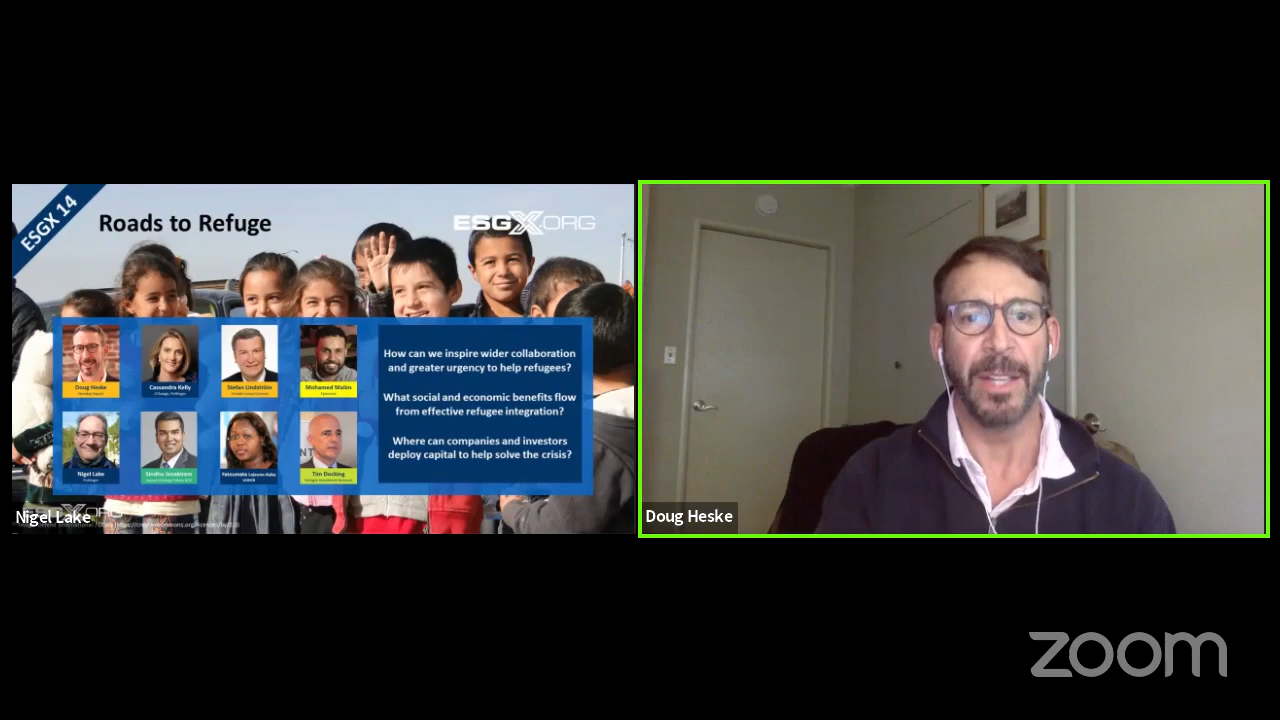 ESGX 14
Roads to Refuge
ESGX.ORG
Doug Heske
Cassandra Kelly
Stefan Lindström
Mohamed Malim
How can we inspire wider collaboration
and greater urgency to help refugees?
What social and economic benefits flow
from effective refugee integration?
Where can companies and investors
deploy capital to help solve the crisis?
Nigel Lake
Fatoumata
Tim Docking
Nigel Lake
Doug Heske
zoom